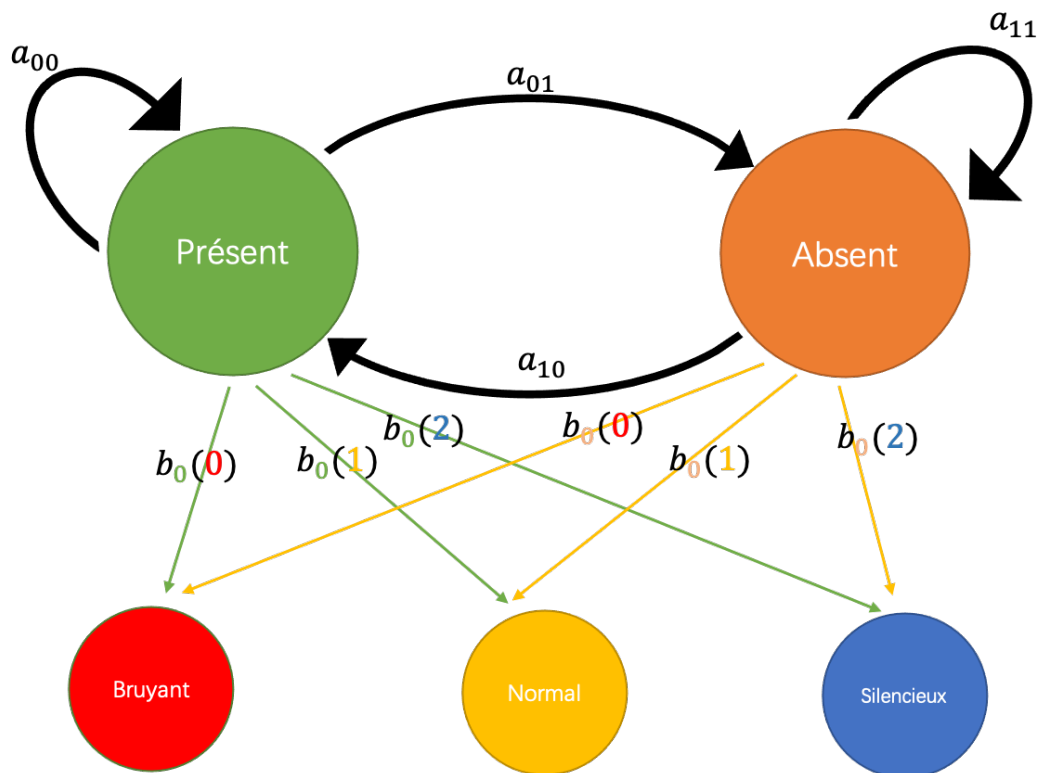 a₀₀
a₀₁
a₁₁
Présent
Absent
a₁₀
b₀(0)
b₀(1)
b₀(2)
b₀(0)
b₀(1)
b₀(2)
Bruyant
Normal
Silencieux